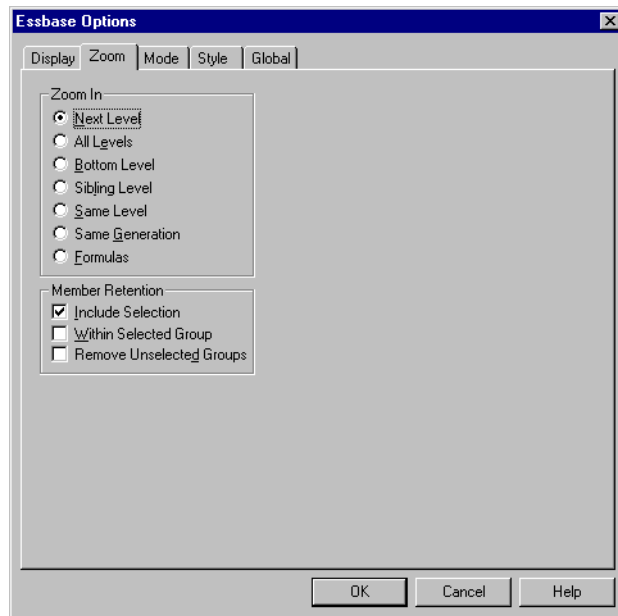 Essbase Options
Display Zoom Mode Style Global
Zoom In
Next Level
All Levels
Bottom Level
Sibling Level
Same Level
Same Generation
Formulas
Member Retention
Include Selection
Within Selected Group
Remove Unselected Groups
OK Cancel Help